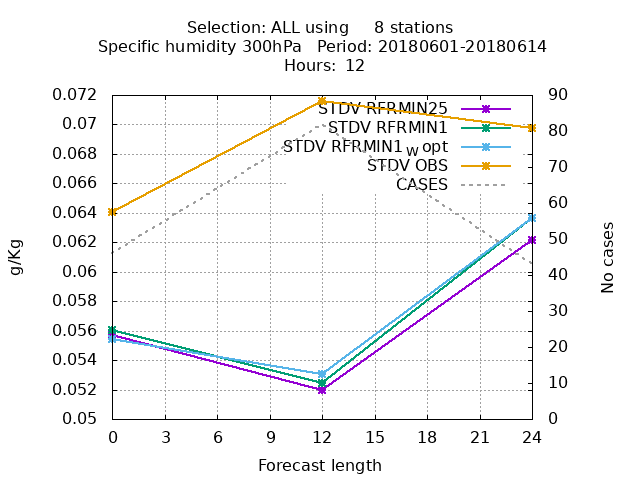 Selection: ALL using 8 stations
Specific humidity 300hPa Period: 20180601-20180614
Hours: 12
STDV RFRMIN25
STDV RFRMIN1
STDV RFRMIN1_W opt
STDV OBS
CASES
0.072
0.07
0.068
0.066
0.064
0.062
0.06
0.058
0.056
0.054
0.052
0.05
g/Kg
90
80
70
60
50
40
30
20
10
0
No cases
0 3 6 9 12 15 18 21 24
Forecast length